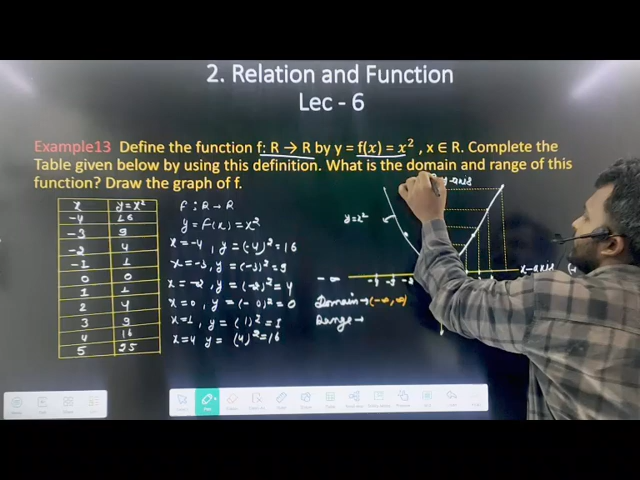 2. Relation and Function
Lec - 6
Example13 Define the function f: R → R by y = f(x) = x² , x ∈ R. Complete the
Table given below by using this definition. What is the domain and range of this
function? Draw the graph of f.
x y=x²
-4 16
-3 9
-2 4
-1 1
0 0
1 1
2 4
3 9
4 16
5 25
f : R → R
y = f(x) = x²
x = -4 , y = (-4)² = 16
x = -3 , y = (-3)² = 9
x = -2 , y = (-2)² = 4
x = 0 , y = (-0)² = 0
x = 1 , y = (1)² = 1
x = 4 y = (4)² = 16
y-axis
y = x²
x-axis
-∞
Domain → (-∞, ∞)
Range →